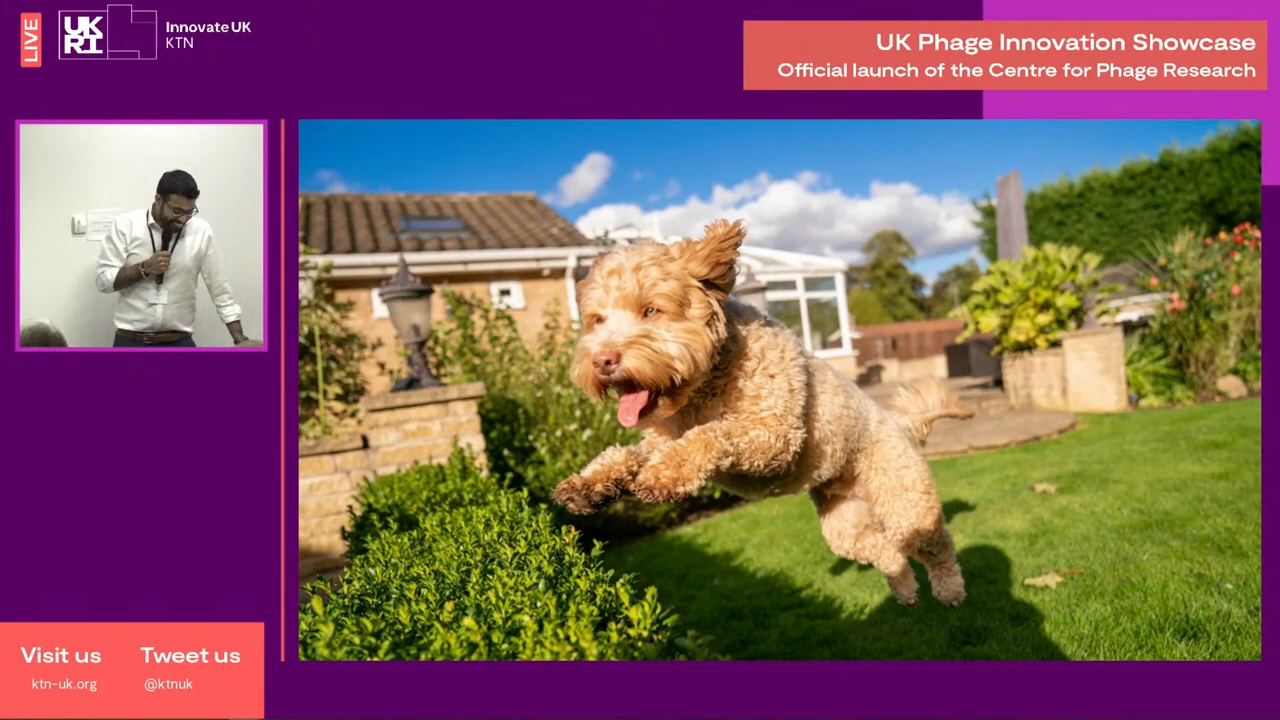 LIVE
UK
RI
Innovate UK
KTN
UK Phage Innovation Showcase
Official launch of the Centre for Phage Research
Visit us
Tweet us
ktn-uk.org
@ktnuk